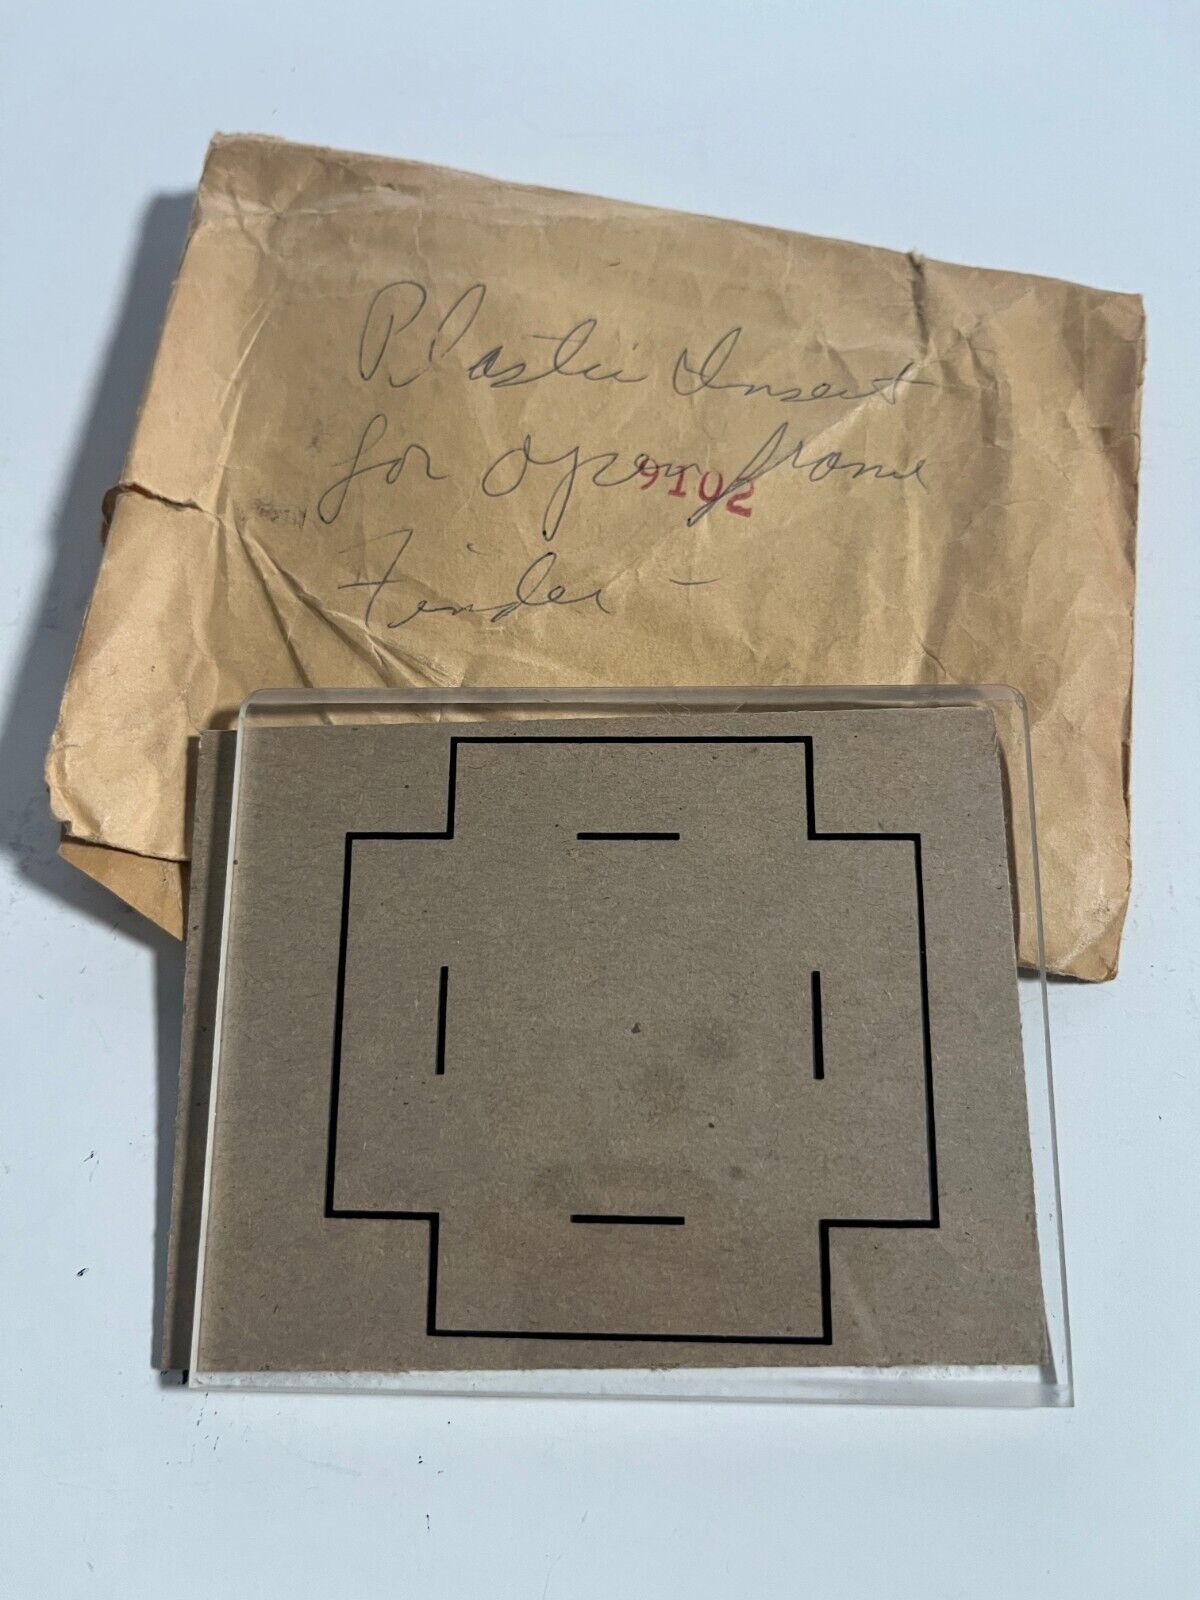 Plastic Insert
for open frame
9102
Finder -